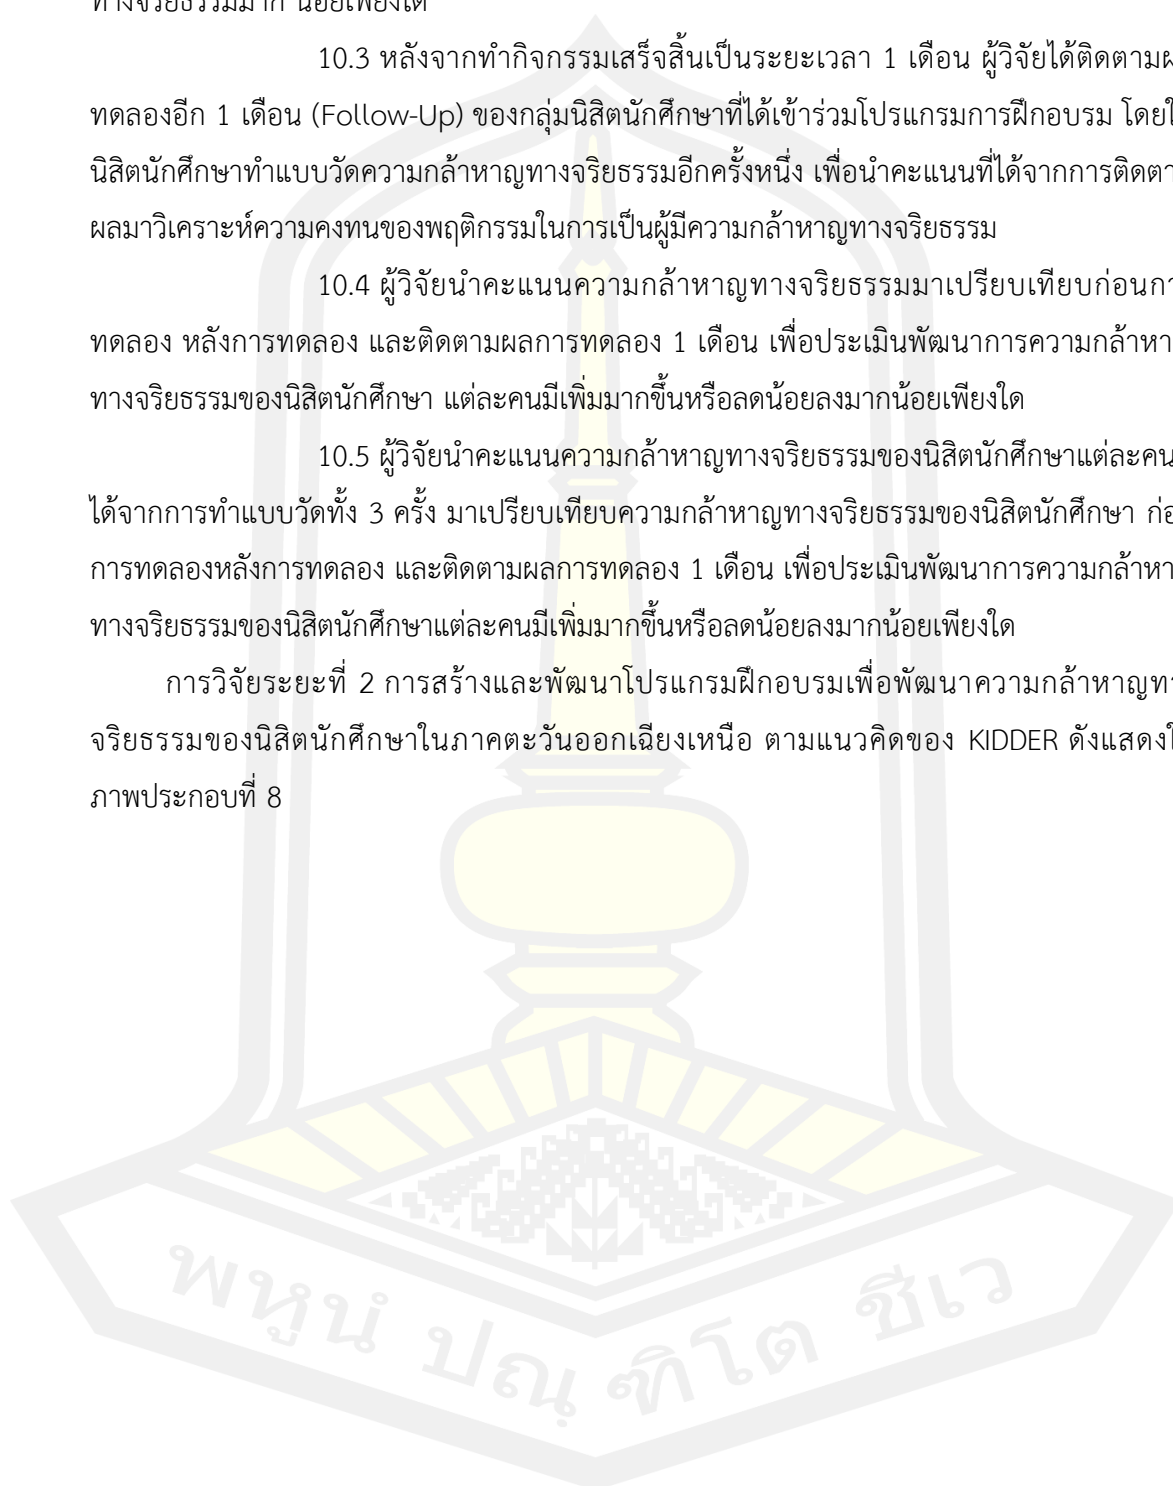 ทางจริยธรรมมาก น้อยเพียงใด
10.3 หลังจากทำกิจกรรมเสร็จสิ้นเป็นระยะเวลา 1 เดือน ผู้วิจัยได้ติดตามผ
ทดลองอีก 1 เดือน (Follow-Up) ของกลุ่มนิสิตนักศึกษาที่ได้เข้าร่วมโปรแกรมการฝึกอบรม โดยใ
นิสิตนักศึกษาทำแบบวัดความกล้าหาญทางจริยธรรมอีกครั้งหนึ่ง เพื่อนำคะแนนที่ได้จากการติดตา
ผลมาวิเคราะห์ความคงทนของพฤติกรรมในการเป็นผู้มีความกล้าหาญทางจริยธรรม
10.4 ผู้วิจัยนำคะแนนความกล้าหาญทางจริยธรรมมาเปรียบเทียบก่อนกา
ทดลอง หลังการทดลอง และติดตามผลการทดลอง 1 เดือน เพื่อประเมินพัฒนาการความกล้าหา
ทางจริยธรรมของนิสิตนักศึกษา แต่ละคนมีเพิ่มมากขึ้นหรือลดน้อยลงมากน้อยเพียงใด
10.5 ผู้วิจัยนำคะแนนความกล้าหาญทางจริยธรรมของนิสิตนักศึกษาแต่ละคน
ได้จากการทำแบบวัดทั้ง 3 ครั้ง มาเปรียบเทียบความกล้าหาญทางจริยธรรมของนิสิตนักศึกษา ก่อ
การทดลองหลังการทดลอง และติดตามผลการทดลอง 1 เดือน เพื่อประเมินพัฒนาการความกล้าหา
ทางจริยธรรมของนิสิตนักศึกษาแต่ละคนมีเพิ่มมากขึ้นหรือลดน้อยลงมากน้อยเพียงใด
การวิจัยระยะที่ 2 การสร้างและพัฒนาโปรแกรมฝึกอบรมเพื่อพัฒนาความกล้าหาญทา
จริยธรรมของนิสิตนักศึกษาในภาคตะวันออกเฉียงเหนือ ตามแนวคิดของ KIDDER ดังแสดงใ
ภาพประกอบที่ 8
พหูนํ ปณฺฑิโต ชีเว